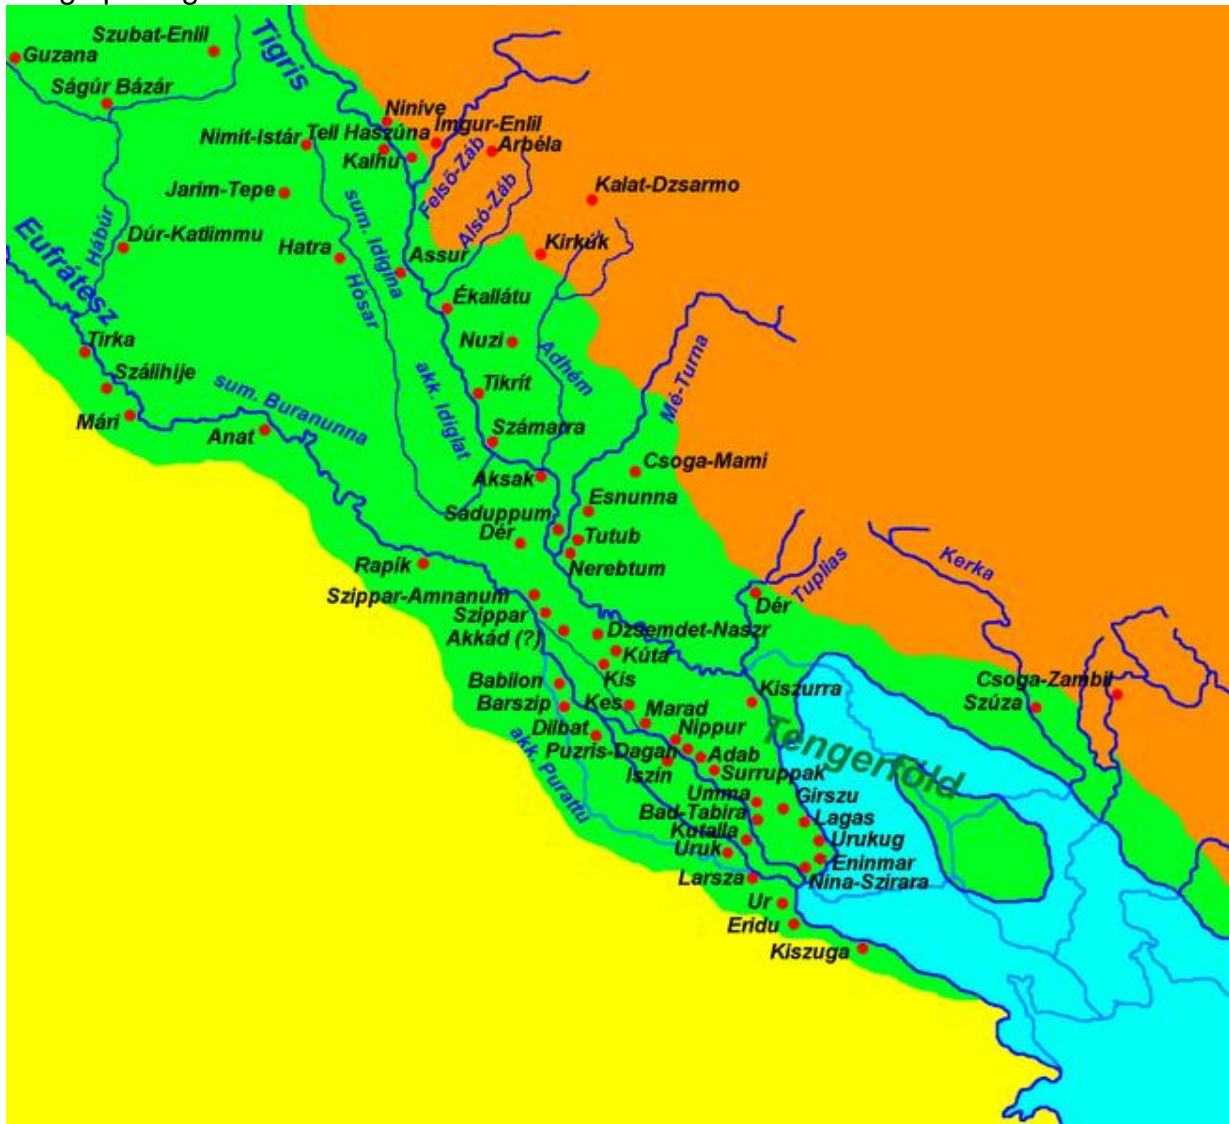 Szubat-Enlil
Guzana
Tigris
Ságúr Bázár
Ninive
Nimit-Istár
Tell Haszúna
Imgur-Enlil
Kalhu
Arbéla
Felső-Záb
Alsó-Záb
Jarim-Tepe
sum. Idigina
Kalat-Dzsarmo
Hábúr
Dúr-Katlimmu
Eufrátesz
Hatra
Hósar
Assur
Kirkúk
Ékallátu
Nuzi
Adhém
Mé-Turna
Tirka
Szálihije
sum. Buranunna
akk. Idiglat
Tikrít
Mári
Anat
Számarra
Csoga-Mami
Aksak
Esnunna
Saduppum
Dér
Tutub
Nerebtum
Rapík
Tuplias
Kerka
Szippar-Amnanum
Dér
Szippar
Akkád (?)
Dzsemdet-Naszr
Kúta
Kis
Babilon
Barszip
Kes
Marad
Kiszurra
Csoga-Zambil
Szúza
Dilbat
Nippur
Tengerföld
Puzris-Dagan
Adab
akk. Purattu
Iszín
Surruppak
Umma
Girszu
Bad-Tabira
Lagas
Kutalla
Urukug
Uruk
Eninmar
Larsza
Nina-Szirara
Ur
Eridu
Kiszuga